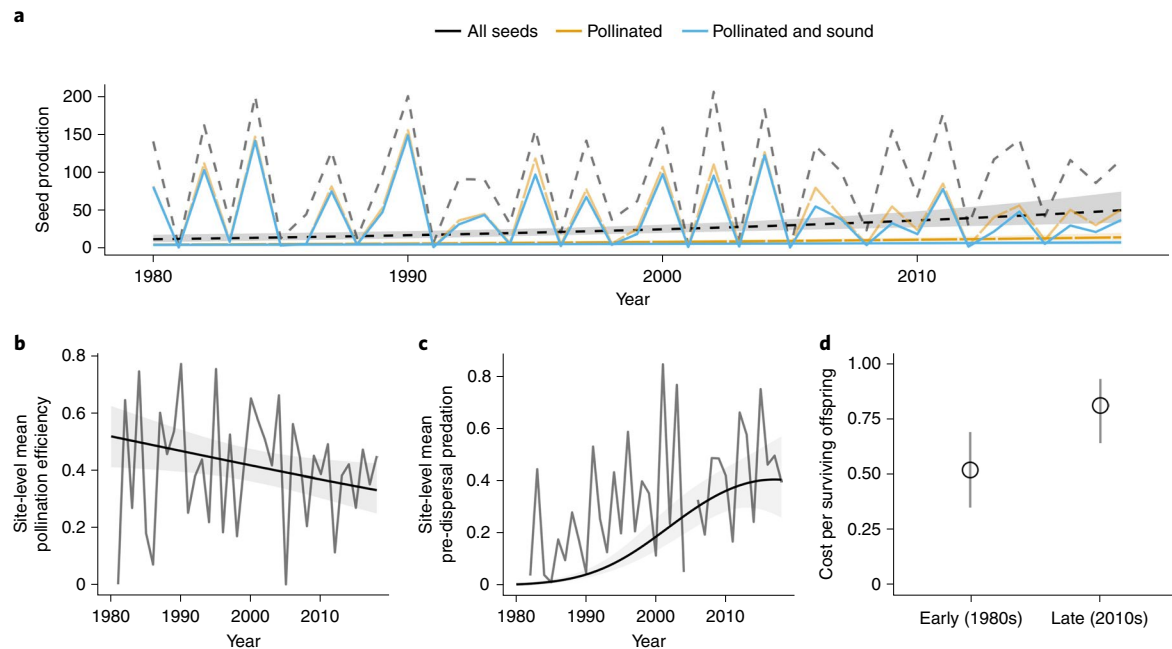 a
All seeds Pollinated Pollinated and sound
Seed production
200
150
100
50
0
1980 1990 2000 2010
Year
b
Site-level mean
pollination efficiency
0.8
0.6
0.4
0.2
0
1980 1990 2000 2010
Year
c
Site-level mean
pre-dispersal predation
0.8
0.6
0.4
0.2
0
1980 1990 2000 2010
Year
d
Cost per surviving offspring
1.00
0.75
0.50
0.25
0
Early (1980s) Late (2010s)